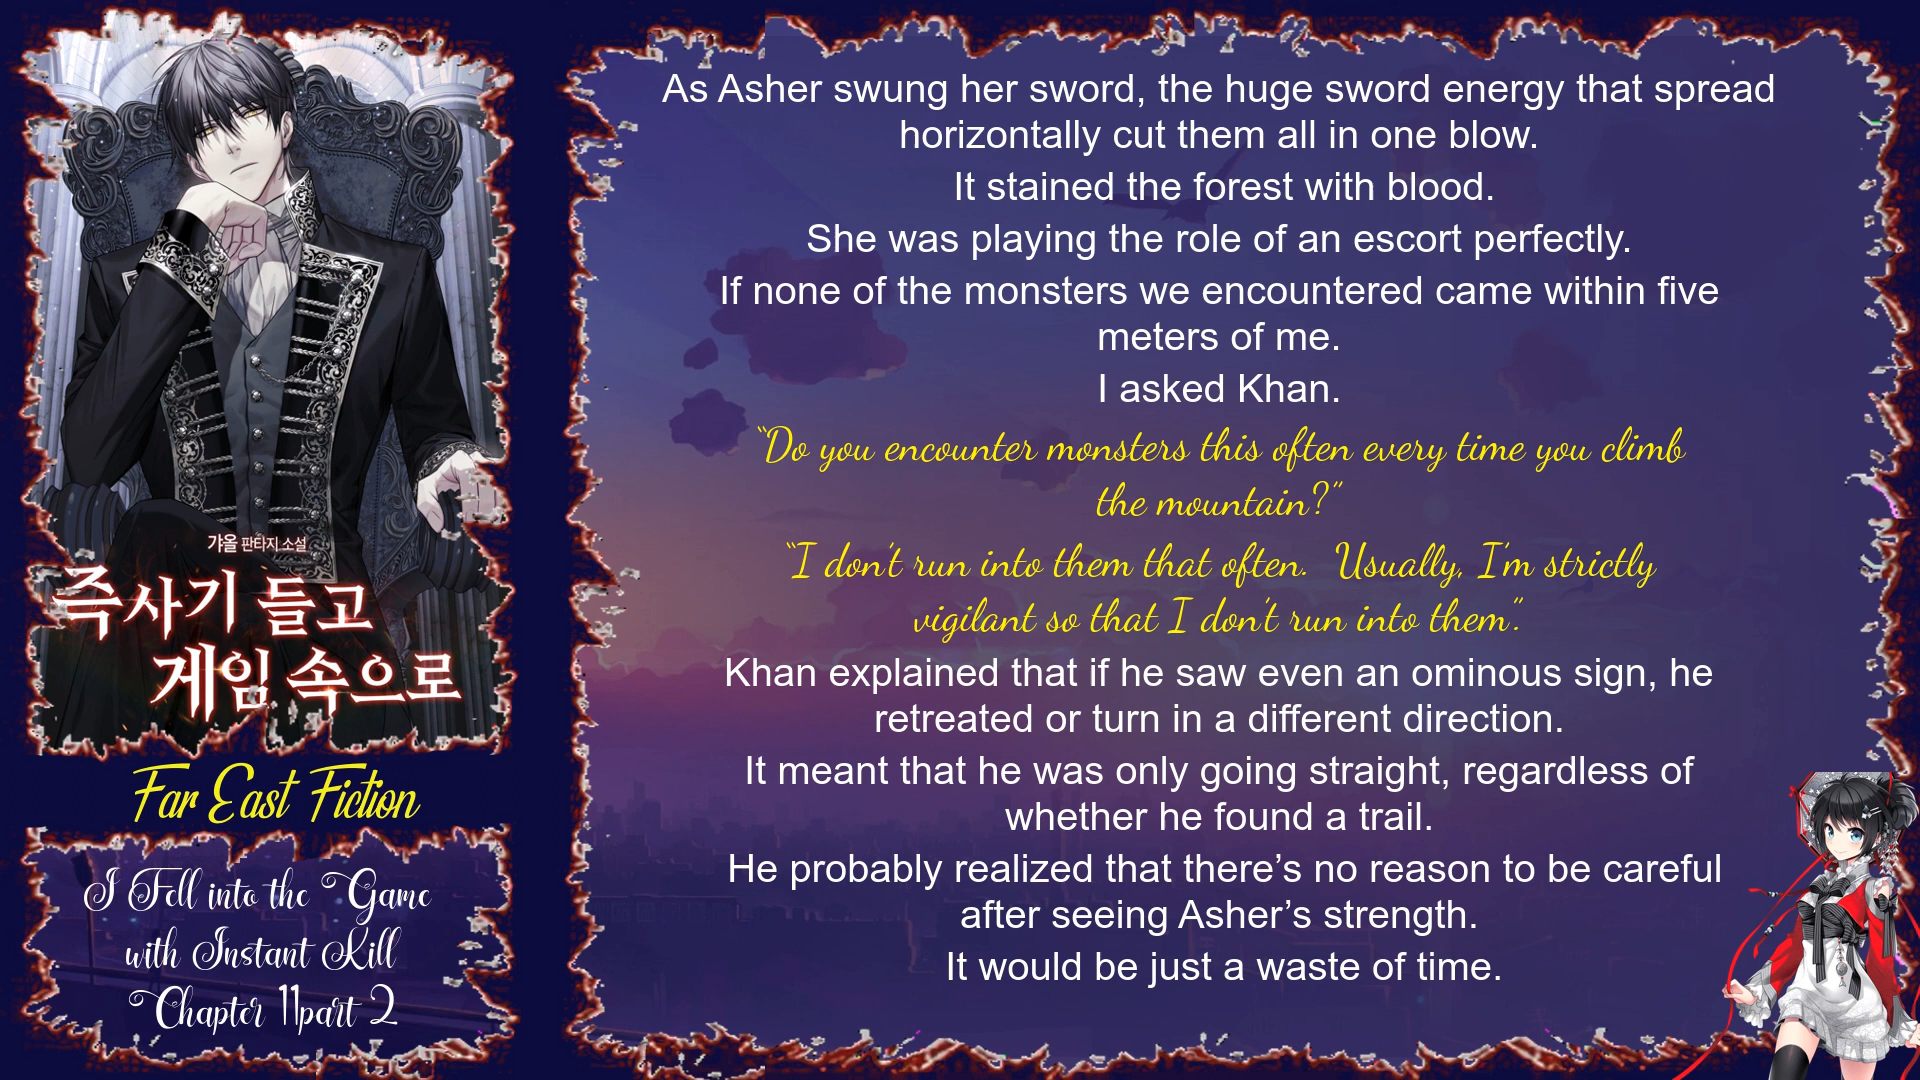 갸올 판타지 소설
즉사기 들고
게임 속으로
Far East Fiction
I Fell into the Game
with Instant Kill
Chapter 11part 2
As Asher swung her sword, the huge sword energy that spread
horizontally cut them all in one blow.
It stained the forest with blood.
She was playing the role of an escort perfectly.
If none of the monsters we encountered came within five
meters of me.
I asked Khan.
“Do you encounter monsters this often every time you climb
the mountain?”
“I don’t run into them that often.  Usually, I’m strictly
vigilant so that I don’t run into them”.
Khan explained that if he saw even an ominous sign, he
retreated or turn in a different direction.
It meant that he was only going straight, regardless of
whether he found a trail.
He probably realized that there’s no reason to be careful
after seeing Asher’s strength.
It would be just a waste of time.